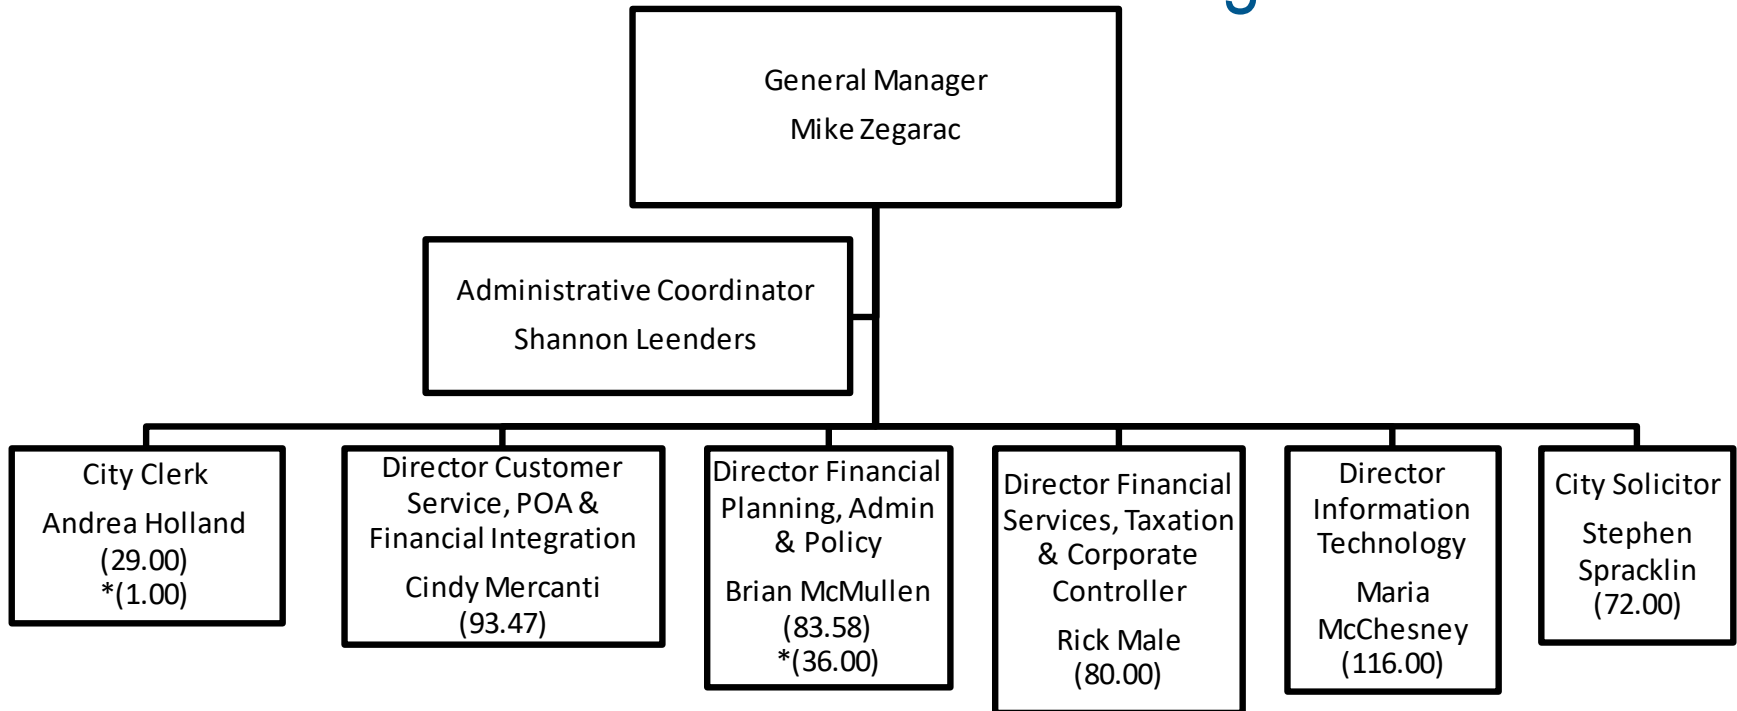 General Manager
Mike Zegarac
Administrative Coordinator
Shannon Leenders
City Clerk
Andrea Holland
(29.00)
*(1.00)
Director Customer
Service, POA &
Financial Integration
Cindy Mercanti
(93.47)
Director Financial
Planning, Admin
& Policy
Brian McMullen
(83.58)
*(36.00)
Director Financial
Services, Taxation
& Corporate
Controller
Rick Male
(80.00)
Director
Information
Technology
Maria
McChesney
(116.00)
City Solicitor
Stephen
Spracklin
(72.00)